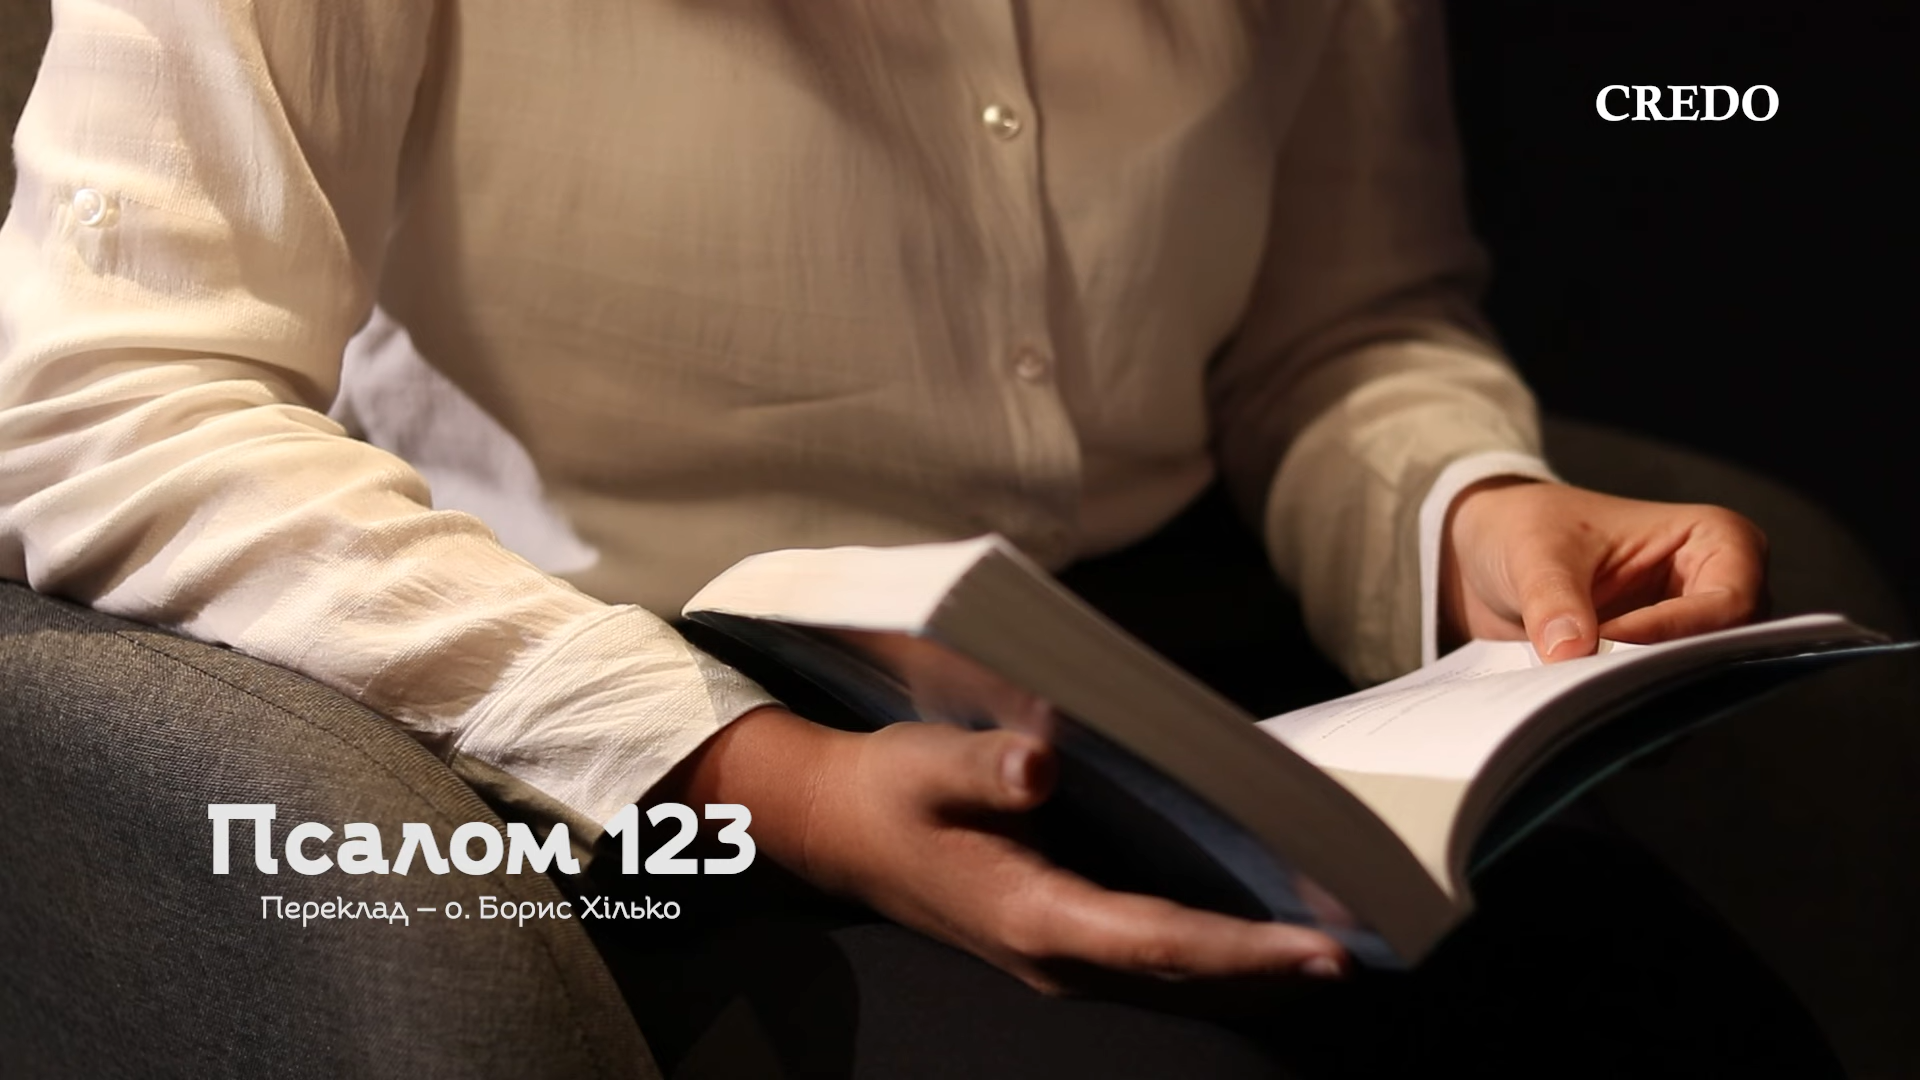 CREDO
Псалом 123
Переклад – о. Борис Хілько